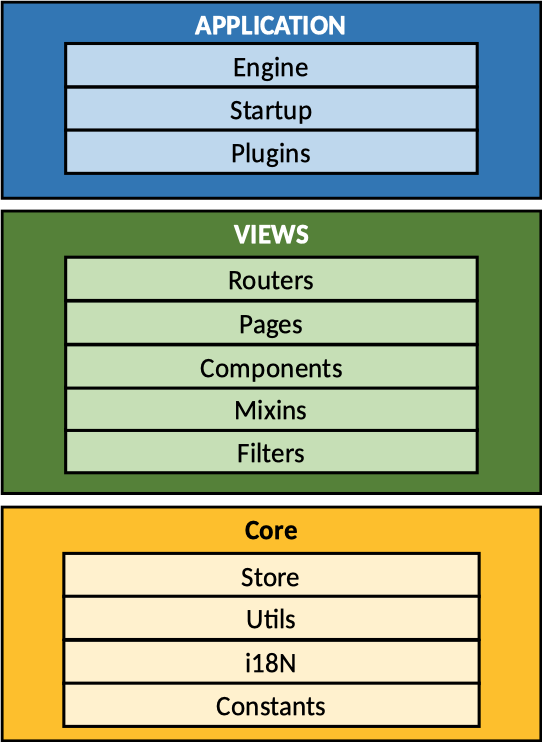 APPLICATION
Engine
Startup
Plugins
VIEWS
Routers
Pages
Components
Mixins
Filters
Core
Store
Utils
i18N
Constants